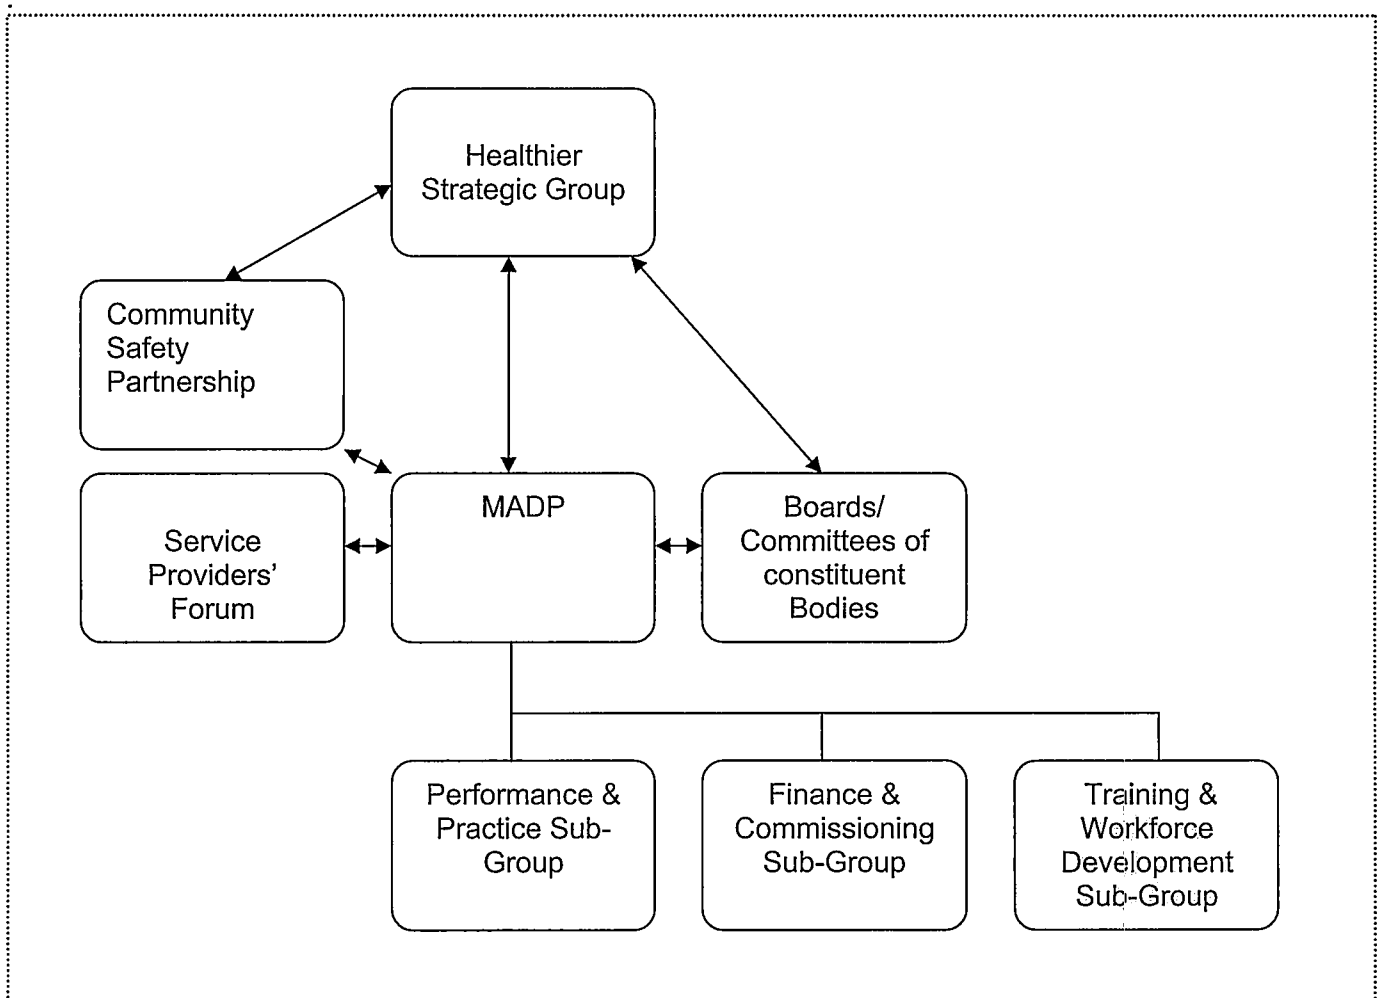 Healthier
Strategic Group
Community
Safety
Partnership
Service
Providers’
Forum
MADP
Boards/
Committees of
constituent
Bodies
Performance &
Practice Sub-
Group
Finance &
Commissioning
Sub-Group
Training &
Workforce
Development
Sub-Group